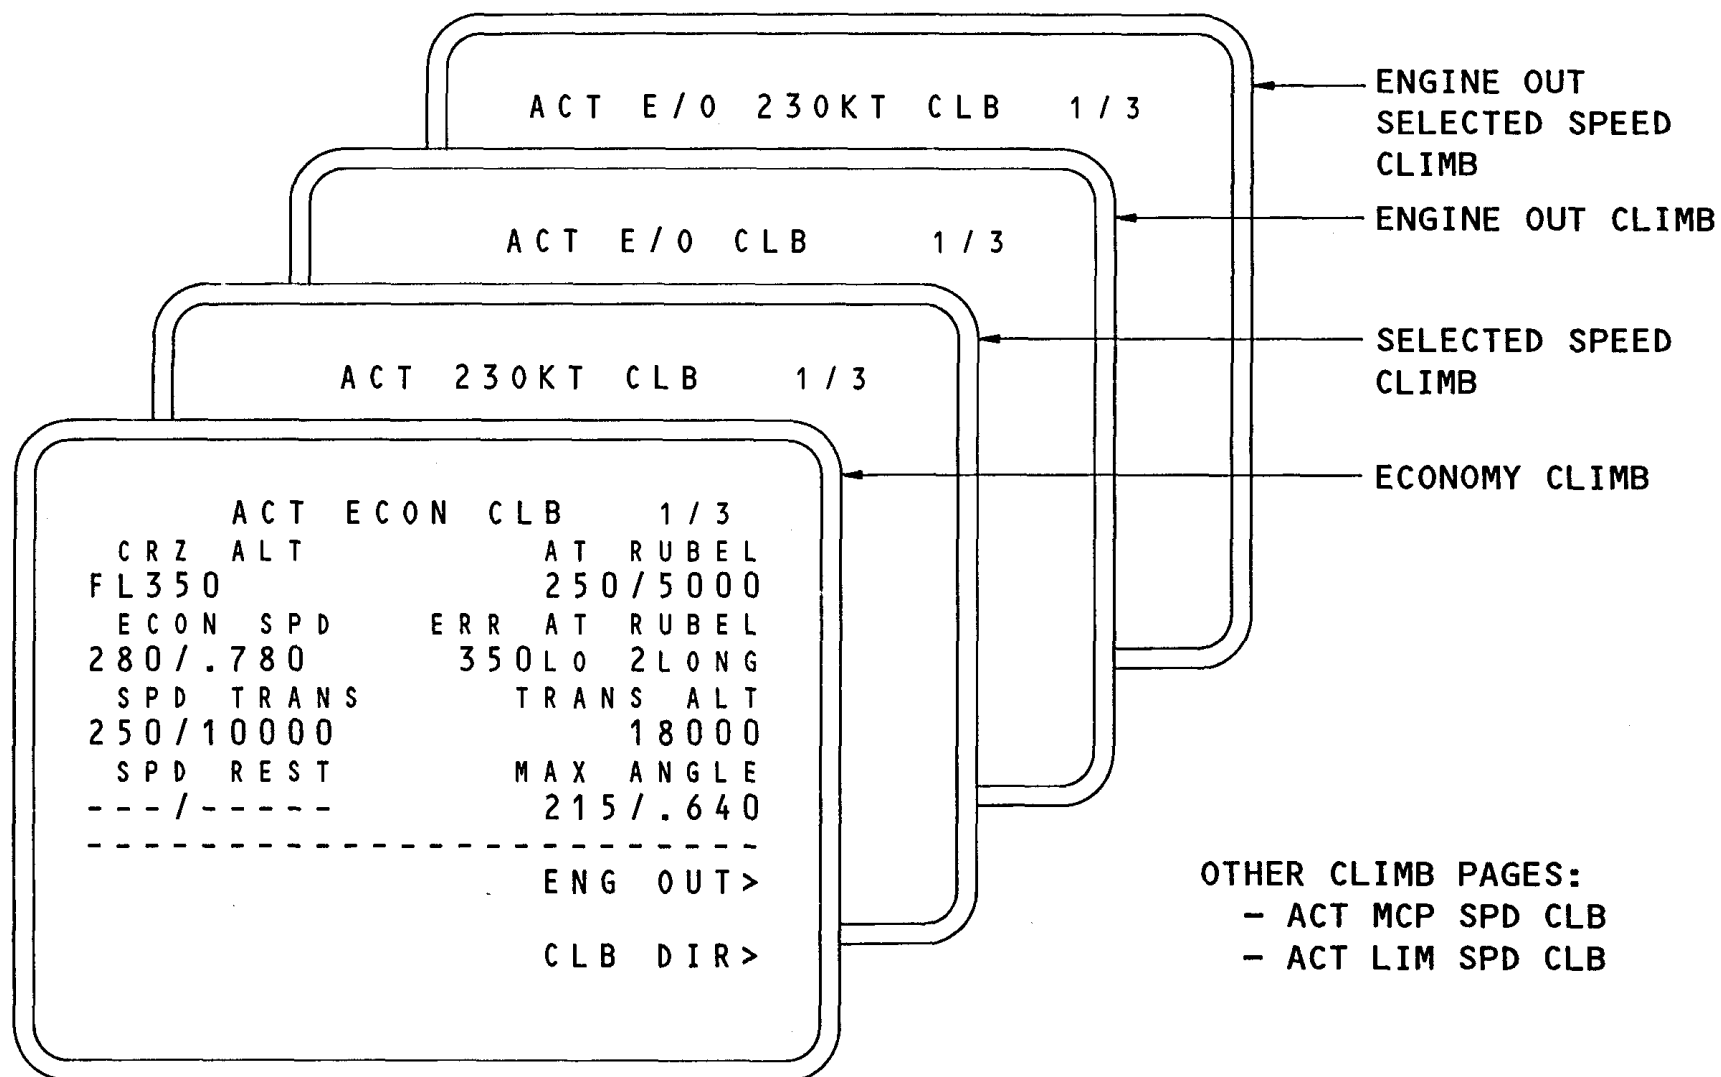 ACT E/O 230KT CLB 1/3
ENGINE OUT
SELECTED SPEED
CLIMB
ACT E/O CLB 1/3
ENGINE OUT CLIMB
ACT 230KT CLB 1/3
SELECTED SPEED
CLIMB
ECONOMY CLIMB
ACT ECON CLB 1/3
CRZ ALT AT RUBEL
FL350 250/5000
ECON SPD ERR AT RUBEL
280/.780 350LO 2LONG
SPD TRANS TRANS ALT
250/10000 18000
SPD REST MAX ANGLE
---/----- 215/.640
------------------------
ENG OUT>
CLB DIR>
OTHER CLIMB PAGES:
- ACT MCP SPD CLB
- ACT LIM SPD CLB